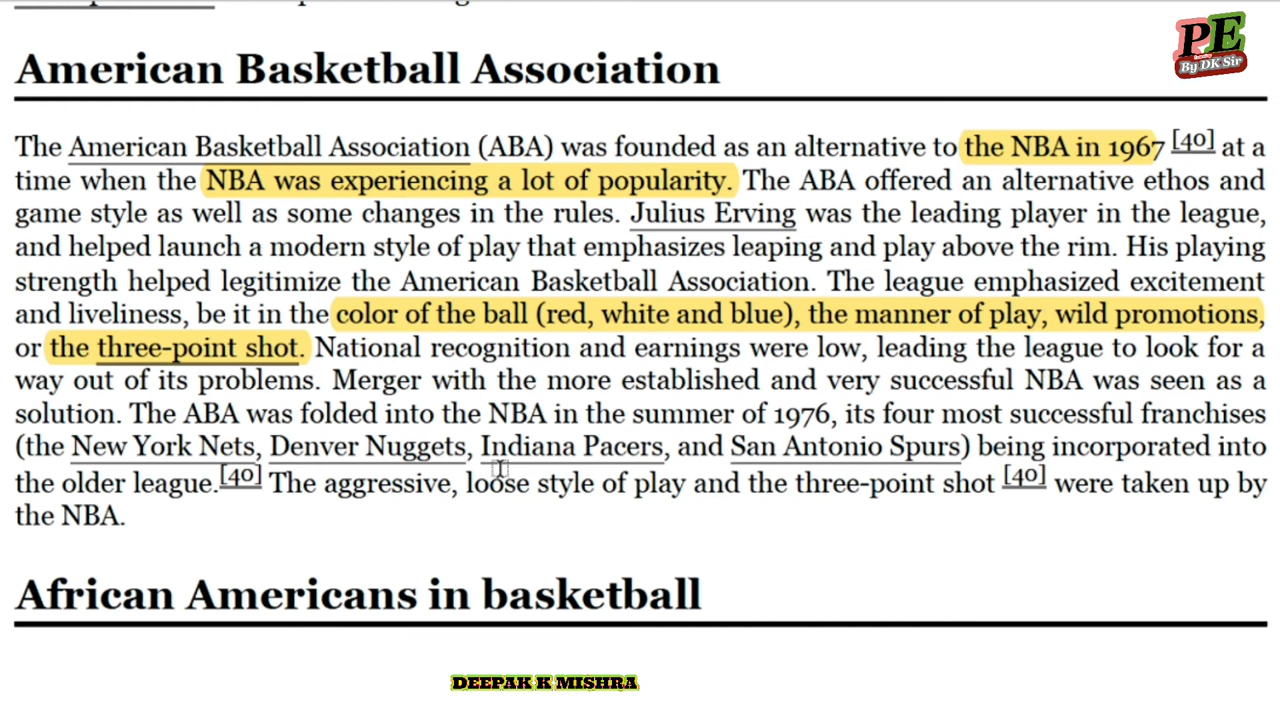 PE
By DK Sir
American Basketball Association
The American Basketball Association (ABA) was founded as an alternative to the NBA in 1967 [40] at a
time when the NBA was experiencing a lot of popularity. The ABA offered an alternative ethos and
game style as well as some changes in the rules. Julius Erving was the leading player in the league,
and helped launch a modern style of play that emphasizes leaping and play above the rim. His playing
strength helped legitimize the American Basketball Association. The league emphasized excitement
and liveliness, be it in the color of the ball (red, white and blue), the manner of play, wild promotions,
or the three-point shot. National recognition and earnings were low, leading the league to look for a
way out of its problems. Merger with the more established and very successful NBA was seen as a
solution. The ABA was folded into the NBA in the summer of 1976, its four most successful franchises
(the New York Nets, Denver Nuggets, Indiana Pacers, and San Antonio Spurs) being incorporated into
the older league.[40] The aggressive, loose style of play and the three-point shot [40] were taken up by
the NBA.
African Americans in basketball
DEEPAK K MISHRA